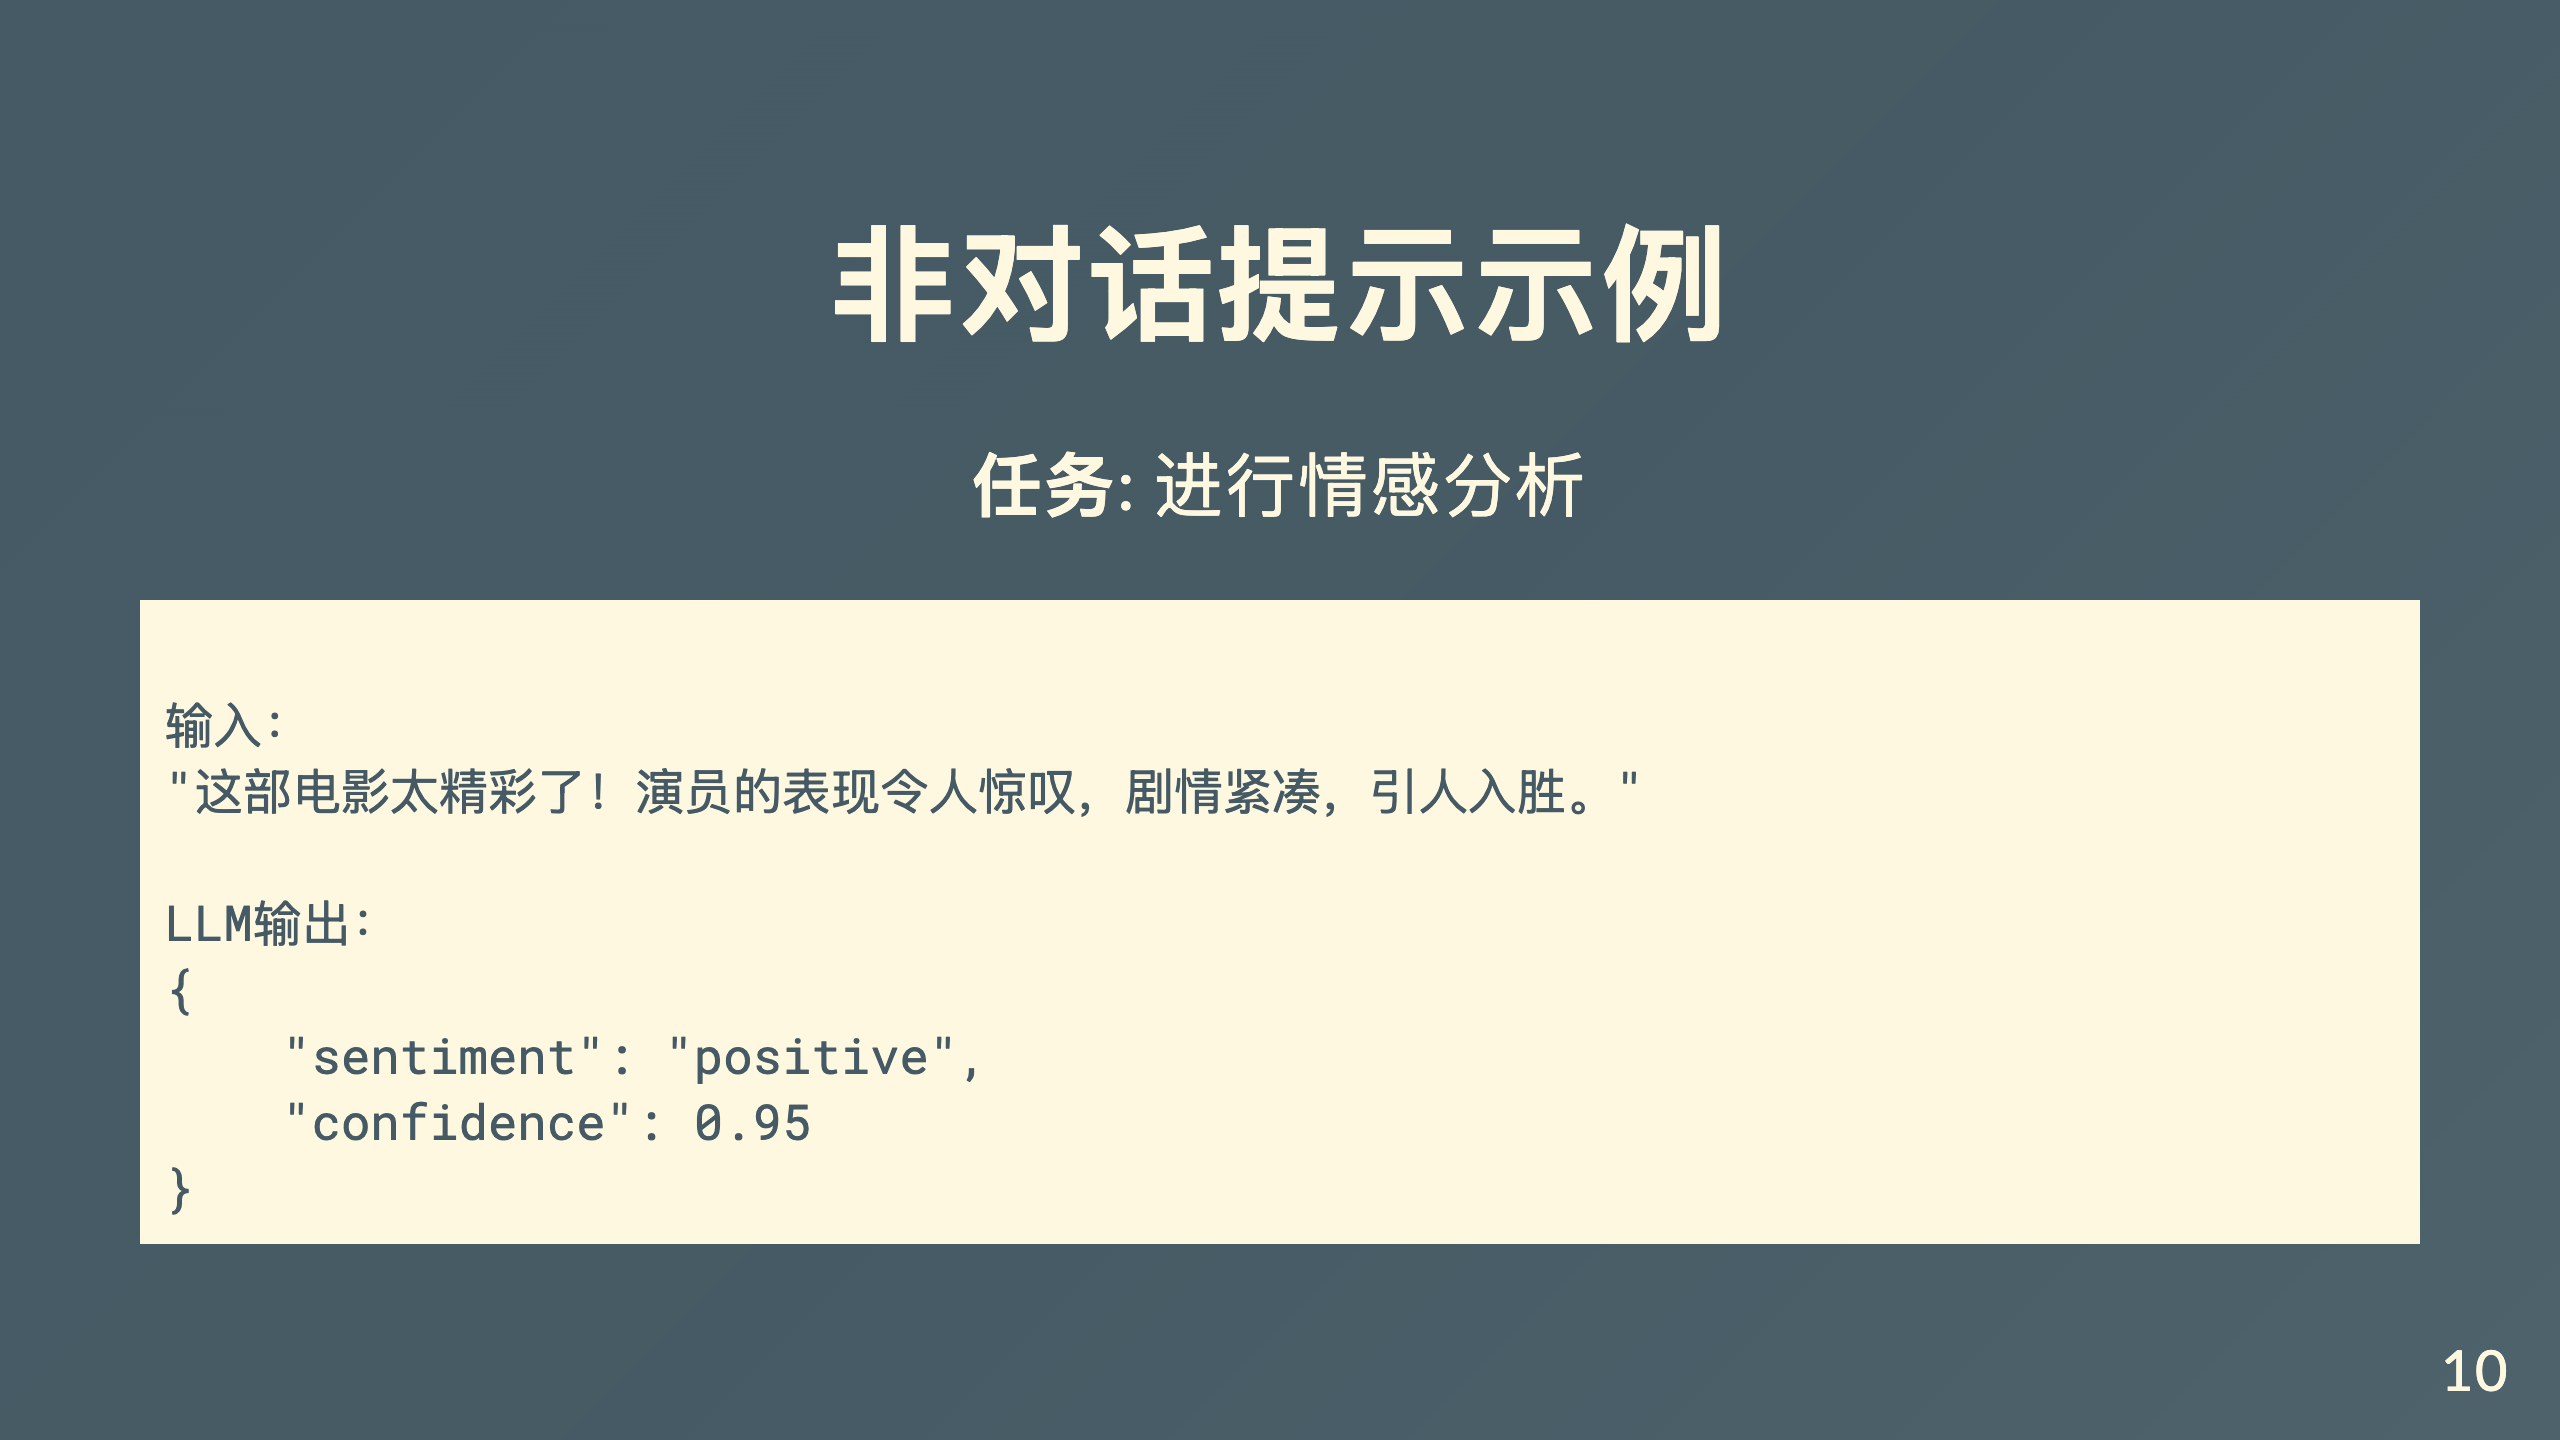 非对话提示示例
任务: 进行情感分析
输入：
"这部电影太精彩了！演员的表现令人惊叹，剧情紧凑，引人入胜。"
LLM输出：
{
    "sentiment": "positive",
    "confidence": 0.95
}
10